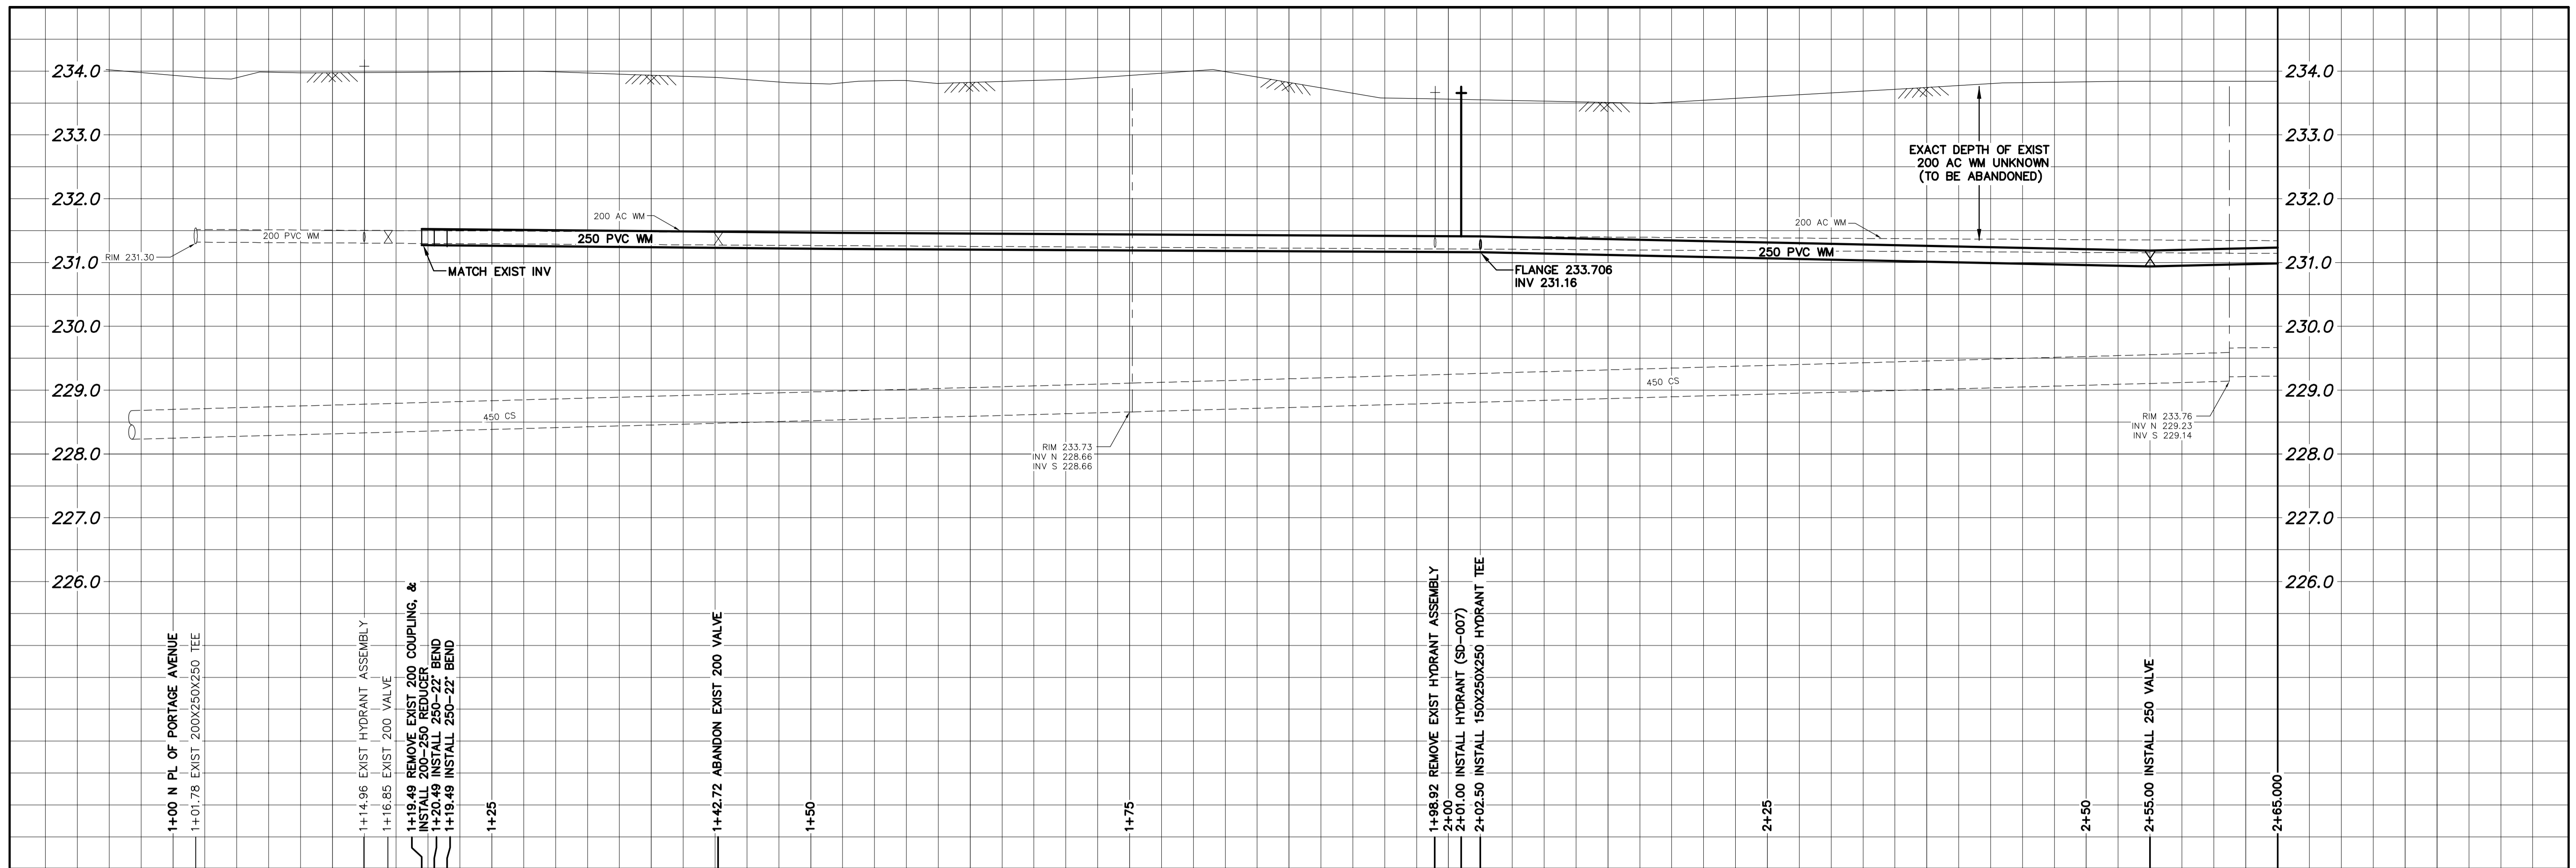 234.0
234.0
233.0
233.0
EXACT DEPTH OF EXIST
200 AC WM UNKNOWN
(TO BE ABANDONED)
232.0
232.0
200 AC WM
200 AC WM
200 PVC WM
250 PVC WM
250 PVC WM
RIM 231.30
231.0
231.0
MATCH EXIST INV
FLANGE 233.706
INV 231.16
230.0
230.0
229.0
229.0
450 CS
450 CS
RIM 233.76
INV N 229.23
INV S 229.14
RIM 233.73
INV N 228.66
INV S 228.66
228.0
228.0
227.0
227.0
226.0
226.0
1+00 N PL OF PORTAGE AVENUE
1+01.78 EXIST 200X250X250 TEE
1+14.96 EXIST HYDRANT ASSEMBLY
1+16.85 EXIST 200 VALVE
1+19.49 REMOVE EXIST 200 COUPLING, &
INSTALL 200-250 REDUCER
1+20.49 INSTALL 250-22° BEND
1+19.49 INSTALL 250-22° BEND
1+25
1+42.72 ABANDON EXIST 200 VALVE
1+50
1+75
1+98.92 REMOVE EXIST HYDRANT ASSEMBLY
2+00
2+01.00 INSTALL HYDRANT (SD-007)
2+02.50 INSTALL 150X250X250 HYDRANT TEE
2+25
2+50
2+55.00 INSTALL 250 VALVE
2+65.000